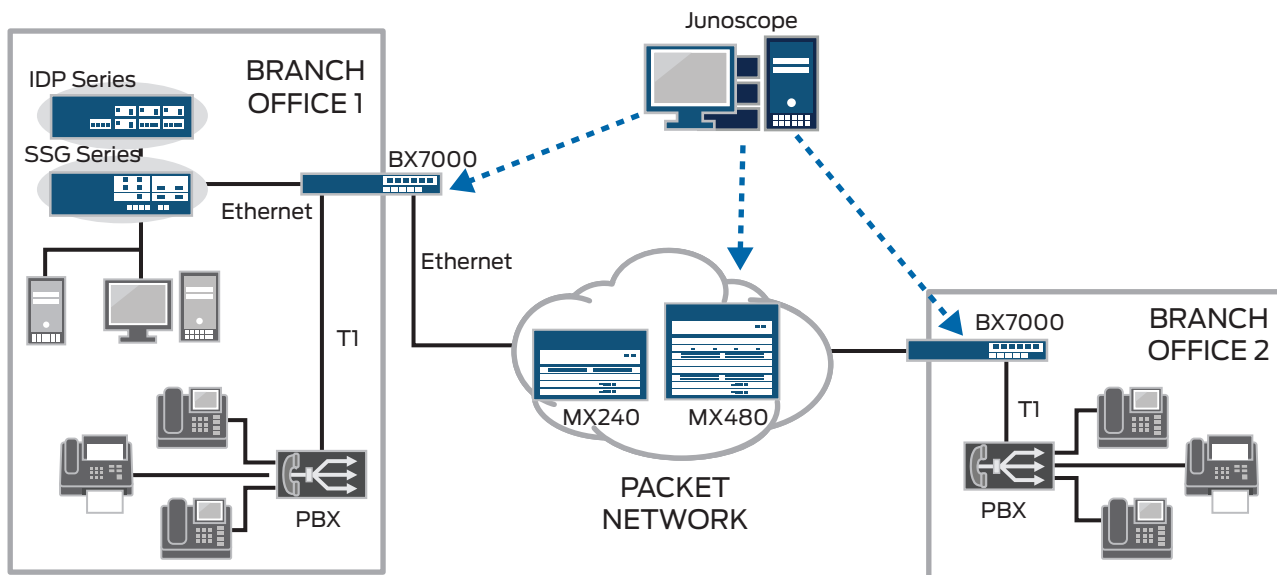 Junoscope
IDP Series
BRANCH
OFFICE 1
SSG Series
BX7000
Ethernet
Ethernet
T1
PBX
MX240
MX480
PACKET
NETWORK
BX7000
BRANCH
OFFICE 2
T1
PBX